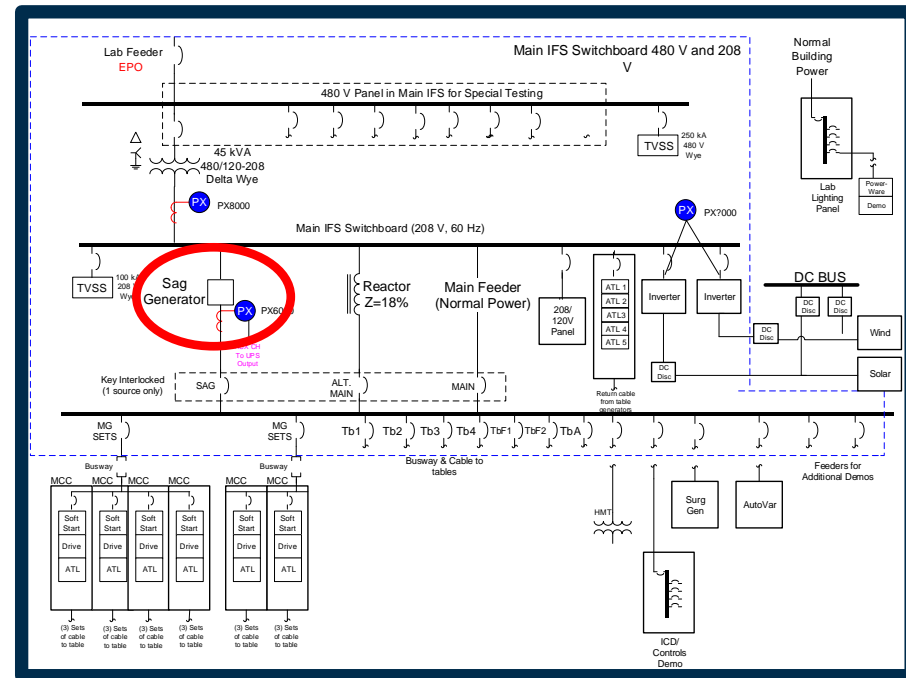 Lab Feeder
EPO
Main IFS Switchboard 480 V and 208
V
Normal
Building
Power
480 V Panel in Main IFS for Special Testing
TVSS
250 kA
480 V
Wye
45 kVA
480/120-208
Delta Wye
PX
PX8000
Lab
Lighting
Panel
Power-
Ware
Demo
PX
PX?000
Main IFS Switchboard (208 V, 60 Hz)
TVSS
100 kA
208
Wye
Sag
Generator
PX
To UPS
Output
Reactor
Z=18%
Main Feeder
(Normal Power)
208/
120V
Panel
ATL 1
ATL 2
ATL3
ATL 4
ATL 5
Inverter
Inverter
DC BUS
DC
Disc
DC
Disc
DC
Disc
DC
Disc
Wind
Solar
Return cable
from table
generators
Key Interlocked
(1 source only)
SAG
ALT.
MAIN
MAIN
MG
SETS
MG
SETS
Tb1
Tb2
Tb3
Tb4
TbF1
TbF2
TbA
Busway
Busway
Busway & Cable to
tables
Feeders for
Additional Demos
MCC
MCC
MCC
MCC
MCC
MCC
Soft
Start
Soft
Start
Soft
Start
Soft
Start
Soft
Start
Soft
Start
Drive
Drive
Drive
Drive
Drive
Drive
ATL
ATL
ATL
ATL
ATL
ATL
HMT
Surg
Gen
AutoVar
(3) Sets
of cable
to table
(3) Sets
of cable
to table
(3) Sets
of cable
to table
(3) Sets
of cable
to table
(3) Sets
of cable
to table
(3) Sets
of cable
to table
ICD/
Controls
Demo